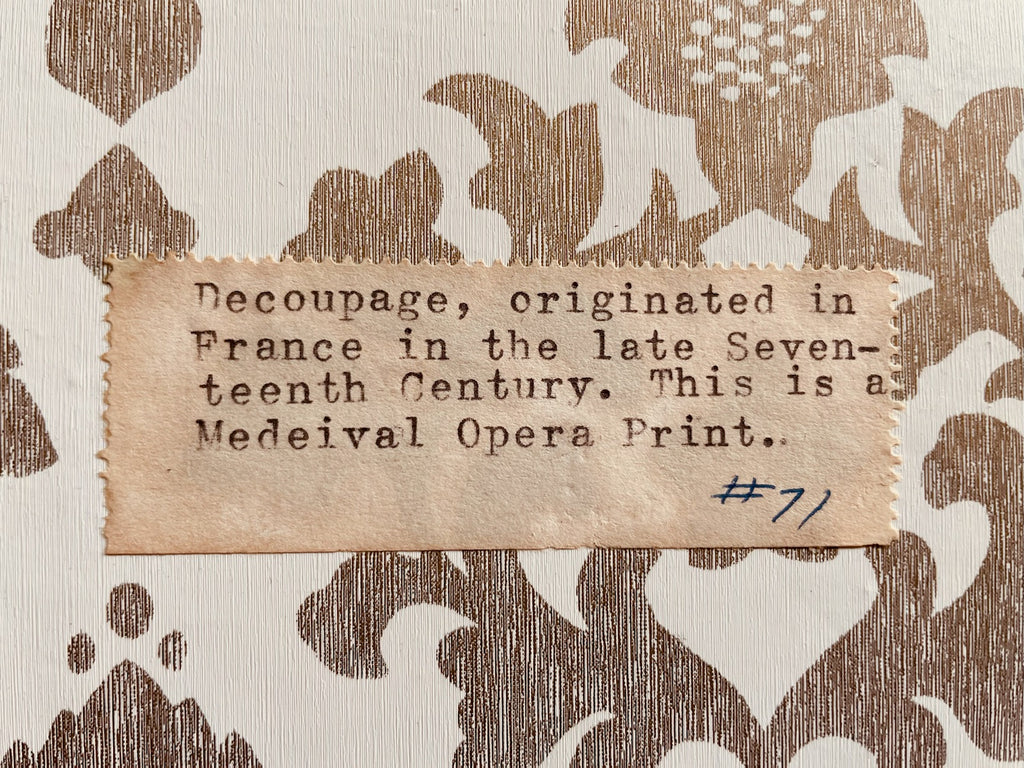 Decoupage, originated in
France in the late Seven-
teenth Century. This is a
Medeival Opera Print..
#71